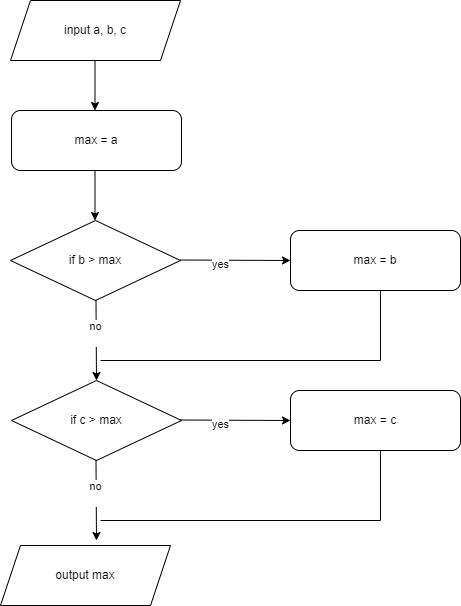 input a, b, c
max = a
if b > max
yes
max = b
no
if c > max
yes
max = c
no
output max